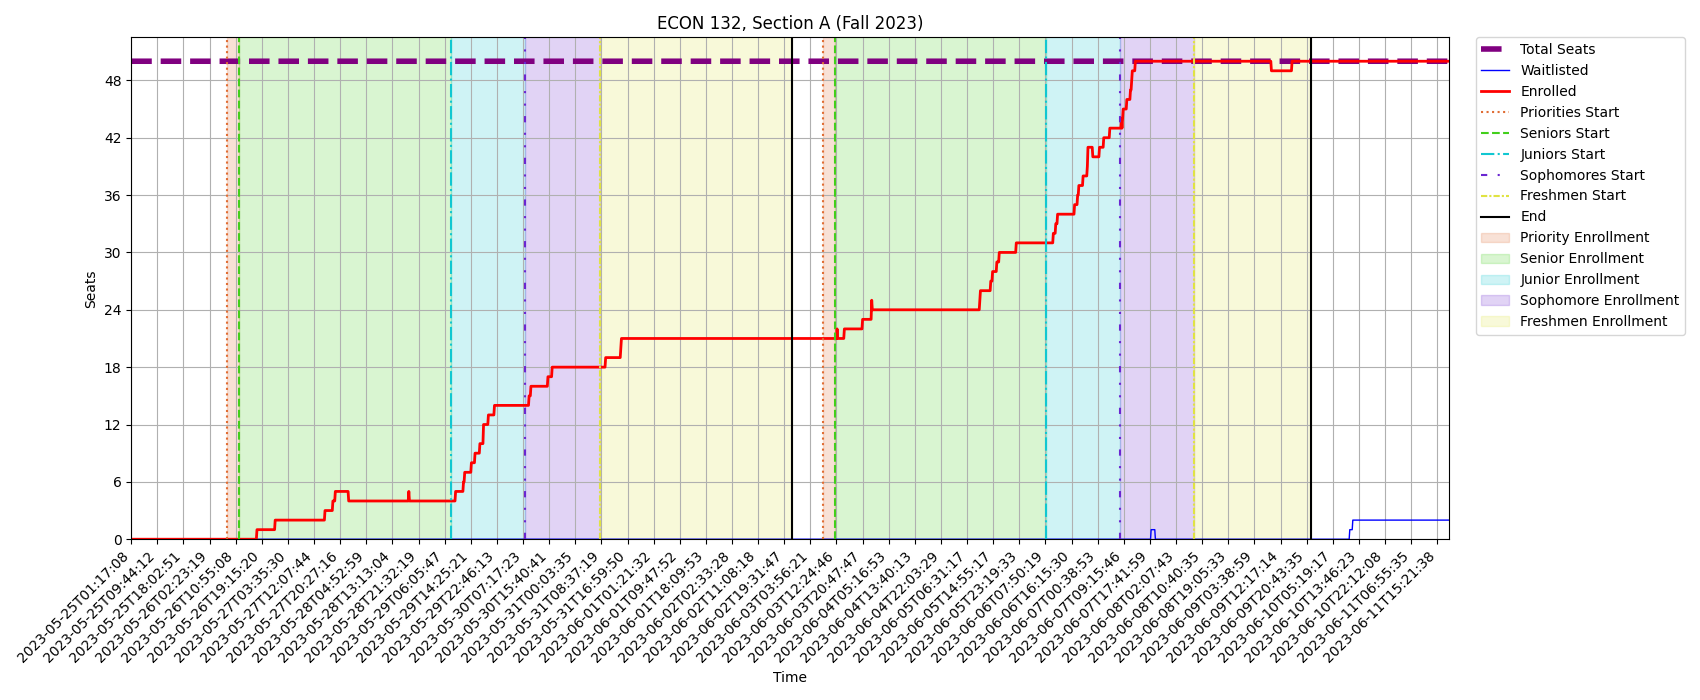 ECON 132, Section A (Fall 2023)
Seats
48
42
36
30
24
18
12
6
0
2023-05-25T01:17:08
2023-05-25T09:44:12
2023-05-25T18:02:51
2023-05-26T02:23:19
2023-05-26T10:55:08
2023-05-26T19:15:20
2023-05-27T03:35:30
2023-05-27T12:07:44
2023-05-27T20:27:16
2023-05-28T04:52:59
2023-05-28T13:13:04
2023-05-28T21:32:19
2023-05-29T06:05:47
2023-05-29T14:25:21
2023-05-29T22:46:13
2023-05-30T07:17:23
2023-05-30T15:40:41
2023-05-31T00:03:35
2023-05-31T08:37:19
2023-05-31T16:59:50
2023-06-01T01:21:32
2023-06-01T09:47:52
2023-06-01T18:09:53
2023-06-02T02:33:28
2023-06-02T11:08:18
2023-06-02T19:31:47
2023-06-03T03:56:21
2023-06-03T12:24:46
2023-06-03T20:47:47
2023-06-04T05:16:53
2023-06-04T13:40:13
2023-06-04T22:03:29
2023-06-05T06:31:17
2023-06-05T14:55:17
2023-06-05T23:19:33
2023-06-06T07:50:19
2023-06-06T16:15:30
2023-06-07T00:38:53
2023-06-07T09:15:46
2023-06-07T17:41:59
2023-06-08T02:07:43
2023-06-08T10:40:35
2023-06-08T19:05:33
2023-06-09T03:38:59
2023-06-09T12:17:14
2023-06-09T20:43:35
2023-06-10T05:19:17
2023-06-10T13:46:23
2023-06-10T22:12:08
2023-06-11T06:55:35
2023-06-11T15:21:38
Time
Total Seats
Waitlisted
Enrolled
Priorities Start
Seniors Start
Juniors Start
Sophomores Start
Freshmen Start
End
Priority Enrollment
Senior Enrollment
Junior Enrollment
Sophomore Enrollment
Freshmen Enrollment